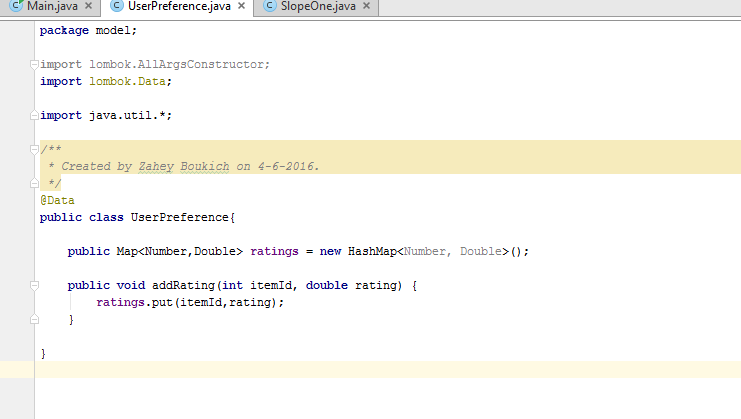 Main.java UserPreference.java SlopeOne.java
package model;
import lombok.AllArgsConstructor;
import lombok.Data;
import java.util.*;
/**
* Created by Zahey Boukich on 4-6-2016.
*/
@Data
public class UserPreference{
public Map<Number,Double> ratings = new HashMap<Number, Double>();
public void addRating(int itemId, double rating) {
ratings.put(itemId,rating);
}
}